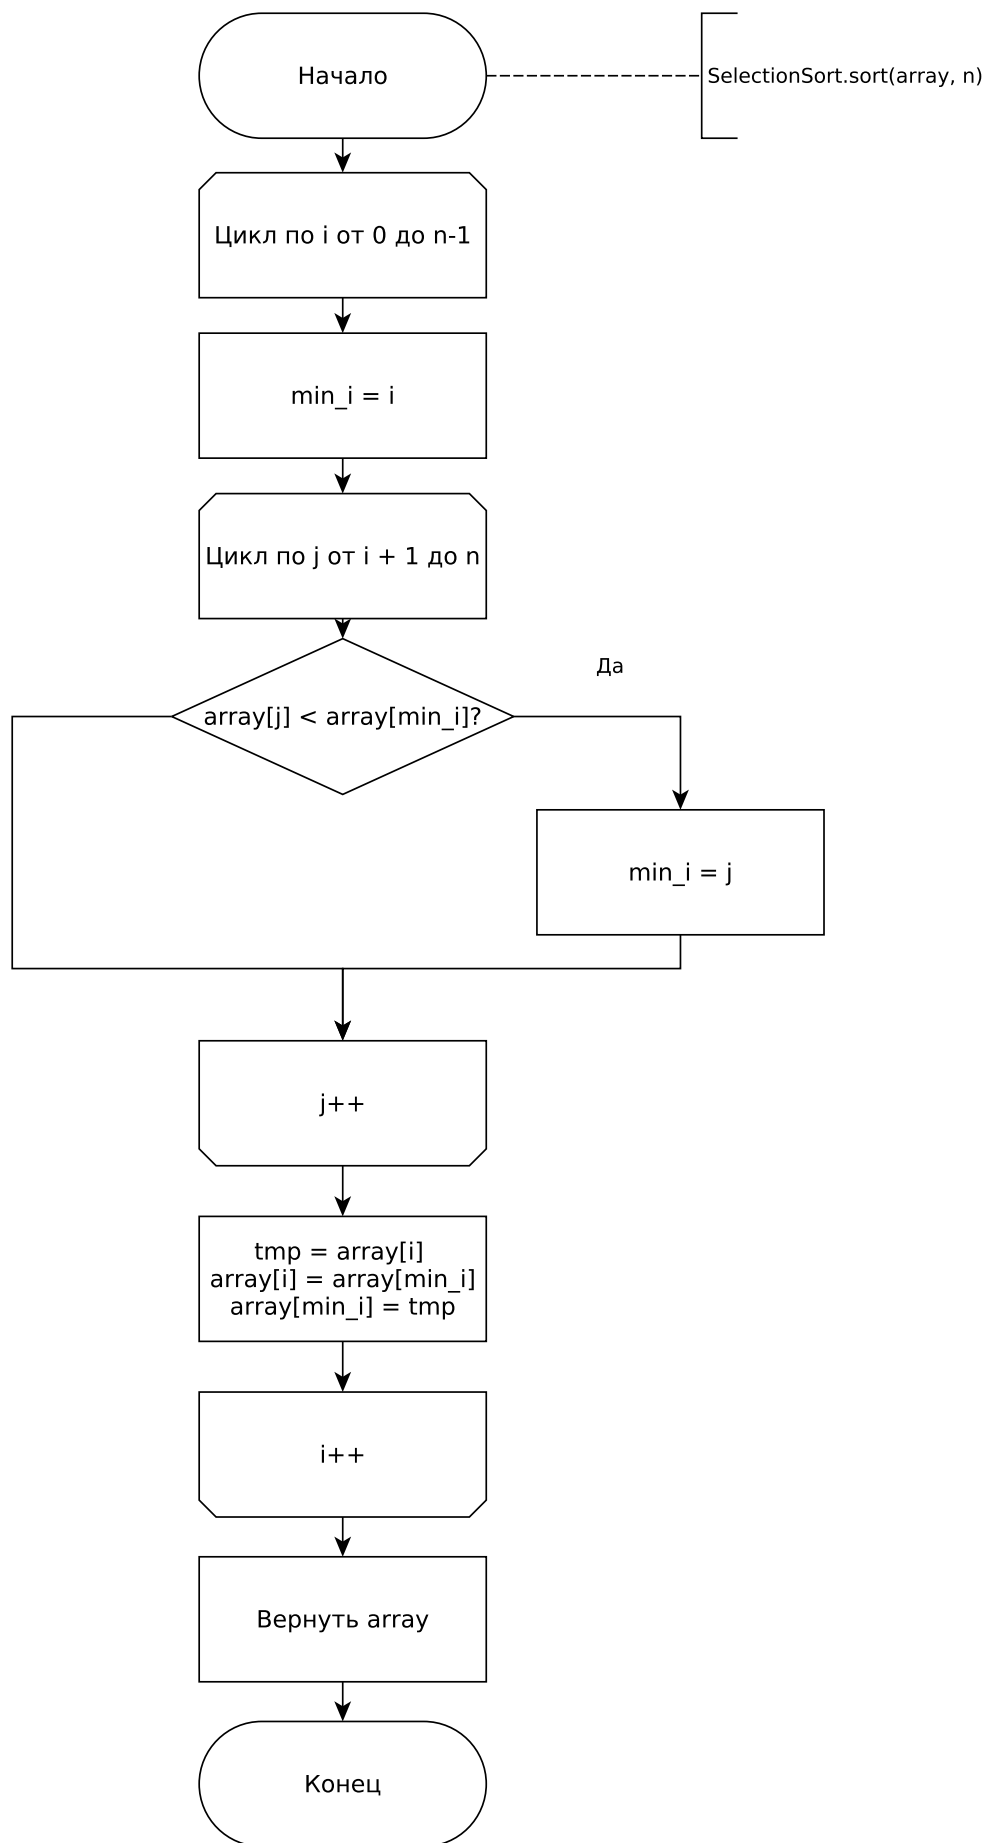 Начало
SelectionSort.sort(array, n)
Цикл по i от 0 до n-1
min_i = i
Цикл по j от i + 1 до n
Да
array[j] < array[min_i]?
min_i = j
j++
tmp = array[i]
array[i] = array[min_i]
array[min_i] = tmp
i++
Вернуть array
Конец